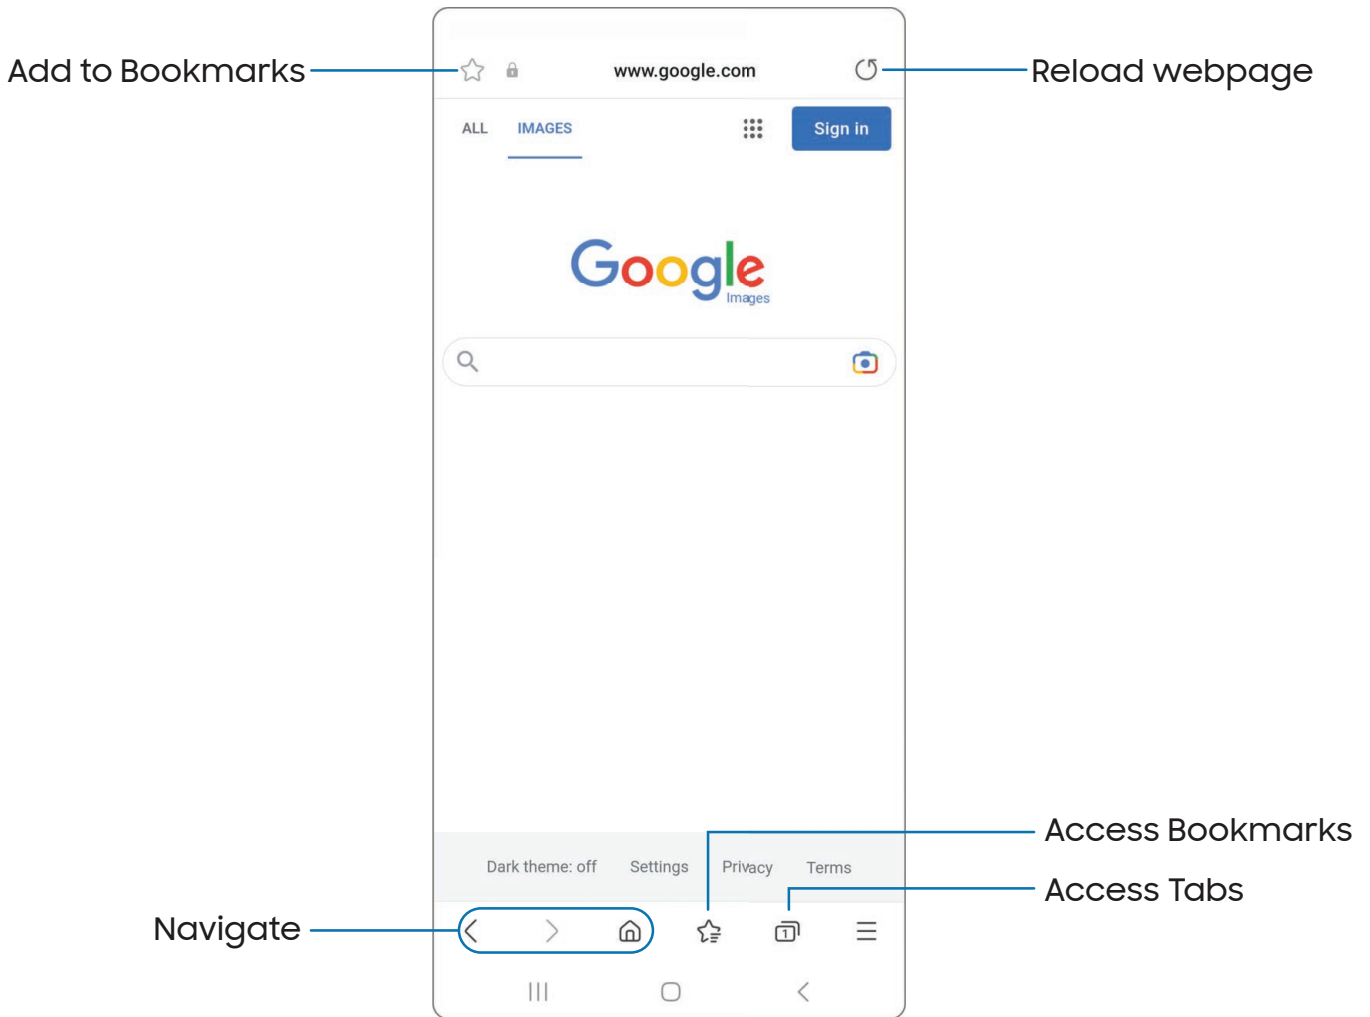 Add to Bookmarks
www.google.com
Reload webpage
ALL IMAGES
Sign in
Google
Images
Access Bookmarks
Dark theme: off Settings Privacy Terms
Access Tabs
Navigate
1